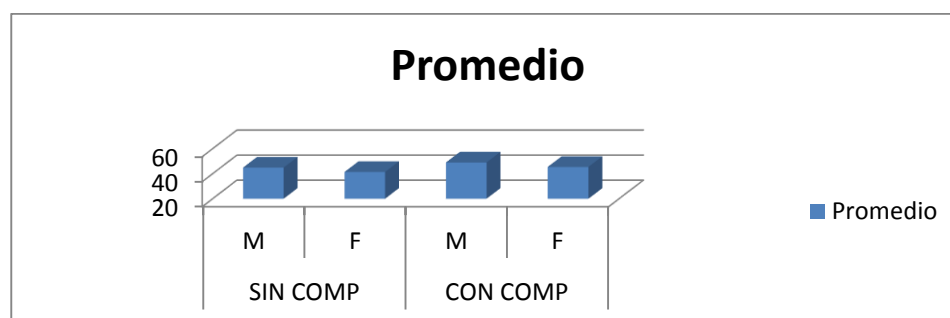 Promedio
60
40
20
M F M F
SIN COMP CON COMP
Promedio